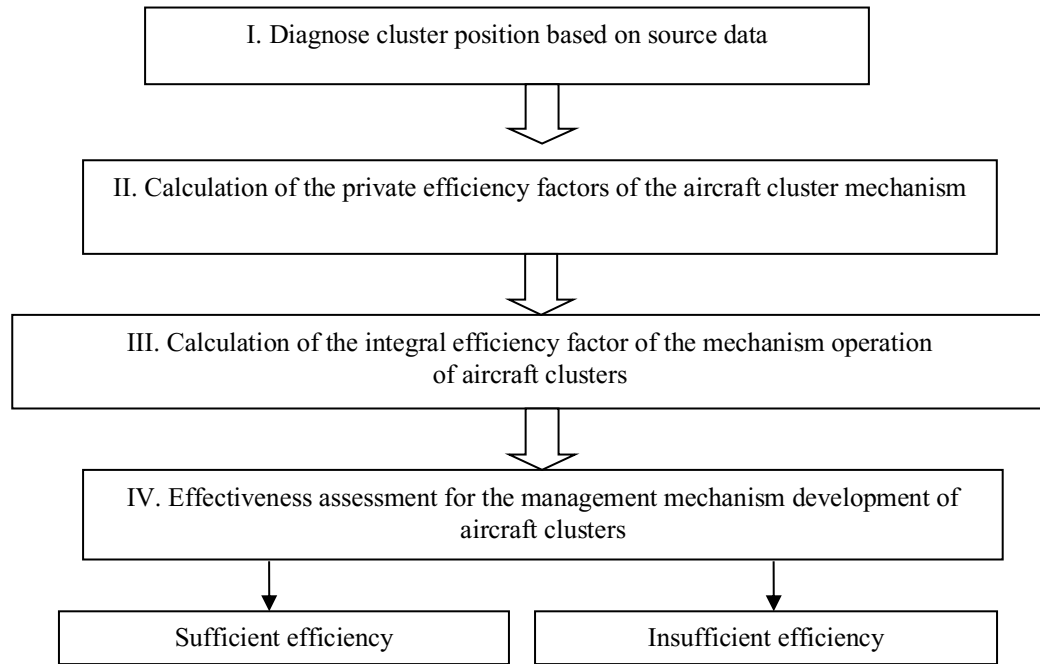 I. Diagnose cluster position based on source data
II. Calculation of the private efficiency factors of the aircraft cluster mechanism
III. Calculation of the integral efficiency factor of the mechanism operation
of aircraft clusters
IV. Effectiveness assessment for the management mechanism development of
aircraft clusters
Sufficient efficiency
Insufficient efficiency